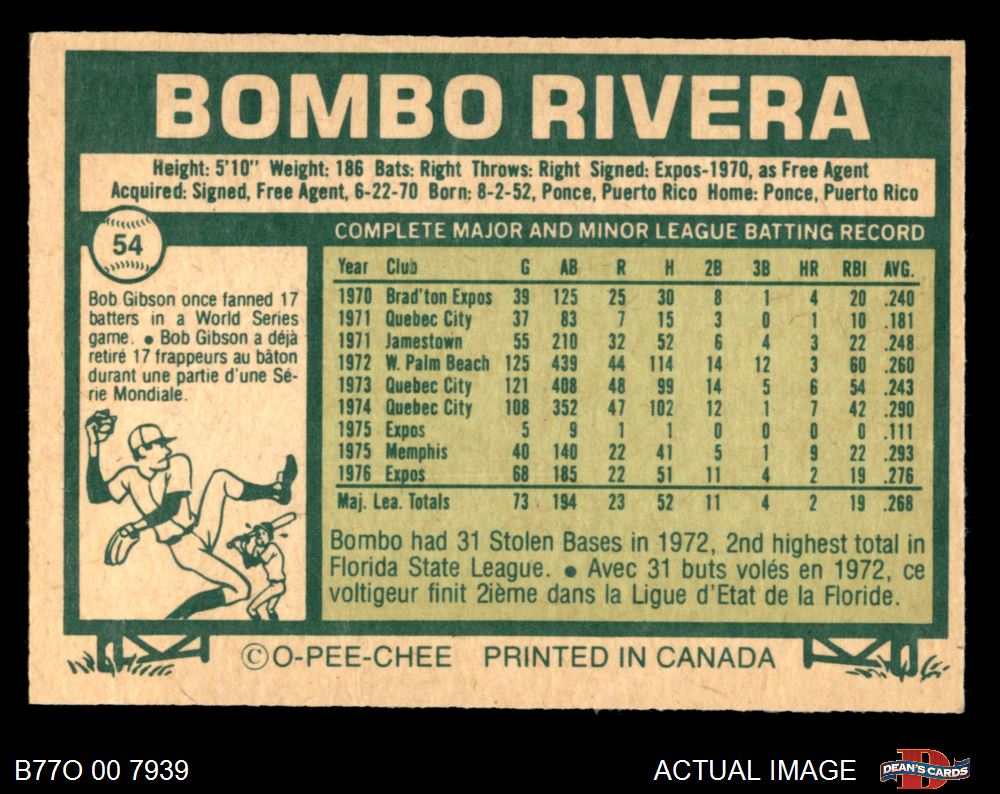 BOMBO RIVERA
Height: 5'10" Weight: 186 Bats: Right Throws: Right Signed: Expos-1970, as Free Agent
Acquired: Signed, Free Agent, 6-22-70 Born: 8-2-52, Ponce, Puerto Rico Home: Ponce, Puerto Rico
54
Bob Gibson once fanned 17
batters in a World Series
game. ● Bob Gibson a déjà
retiré 17 frappeurs au bâton
durant une partie d'une Sé-
rie Mondiale.
COMPLETE MAJOR AND MINOR LEAGUE BATTING RECORD
Year Club G AB R H 2B 3B HR RBI AVG.
1970 Brad'ton Expos 39 125 25 30 8 1 4 20 .240
1971 Quebec City 37 83 7 15 3 0 1 10 .181
1971 Jamestown 55 210 32 52 6 4 3 22 .248
1972 W. Palm Beach 125 439 44 114 14 12 3 60 .260
1973 Quebec City 121 408 48 99 14 5 6 54 .243
1974 Quebec City 108 352 47 102 12 1 7 42 .290
1975 Expos 5 9 1 1 0 0 0 0 .111
1975 Memphis 40 140 22 41 5 1 9 22 .293
1976 Expos 68 185 22 51 11 4 2 19 .276
Maj. Lea. Totals 73 194 23 52 11 4 2 19 .268
Bombo had 31 Stolen Bases in 1972, 2nd highest total in
Florida State League. ● Avec 31 buts volés en 1972, ce
voltigeur finit 2ième dans la Ligue d'Etat de la Floride.
©O-PEE-CHEE PRINTED IN CANADA
B77O 00 7939
ACTUAL IMAGE
D
DEAN'S CARDS